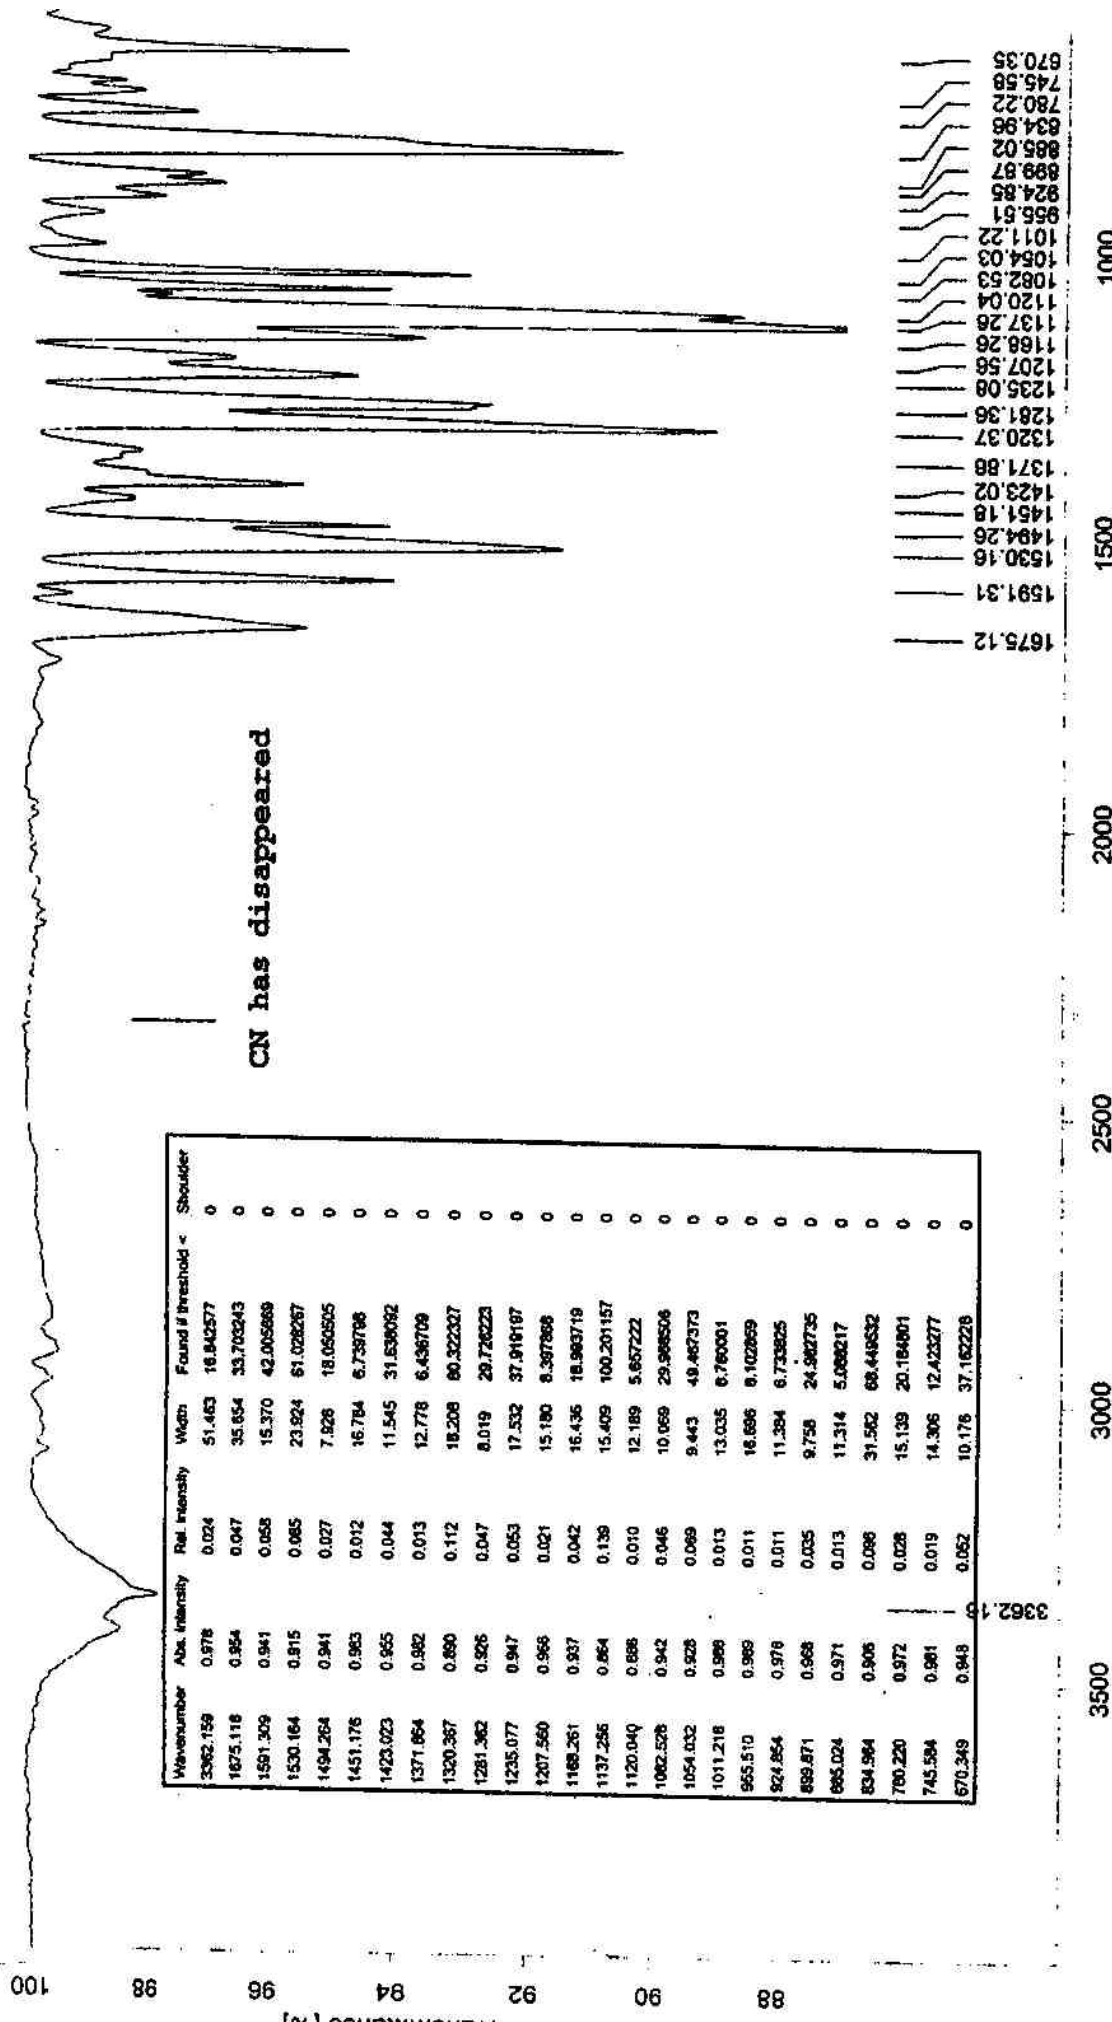 Wavenumber Abs. Intensity Rel. Intensity Width Found if threshold < Shoulder
3362.159 0.978 0.024 51.463 16.842577 0
1675.118 0.954 0.047 35.654 33.703243 0
1591.309 0.941 0.058 15.370 42.005669 0
1530.164 0.915 0.085 23.924 61.028267 0
1494.264 0.941 0.027 7.926 18.050505 0
1451.176 0.983 0.012 16.784 6.739798 0
1423.023 0.955 0.044 11.545 31.638092 0
1371.864 0.982 0.013 12.778 6.436709 0
1320.367 0.890 0.112 18.208 80.322327 0
1281.362 0.926 0.047 8.019 29.726223 0
1235.077 0.947 0.053 17.532 37.919197 0
1207.560 0.966 0.021 15.180 8.397898 0
1168.261 0.937 0.042 16.436 18.993719 0
1137.256 0.864 0.139 15.409 100.201157 0
1120.040 0.886 0.010 12.189 5.657222 0
1082.528 0.942 0.046 10.069 29.988506 0
1054.032 0.928 0.069 9.443 49.467373 0
1011.218 0.988 0.013 13.035 8.760001 0
955.510 0.989 0.011 16.696 8.102859 0
924.854 0.976 0.011 11.384 6.733825 0
899.871 0.968 0.035 9.758 24.982735 0
885.024 0.971 0.013 11.314 5.088217 0
834.964 0.906 0.096 31.562 68.449632 0
780.220 0.972 0.028 15.139 20.184801 0
745.584 0.981 0.019 14.306 12.423277 0
670.349 0.948 0.052 10.176 37.162228 0
CN has disappeared
100
98
96
94
92
90
88
3362.16
1675.12
1591.31
1530.16
1494.26
1451.18
1423.02
1371.86
1320.37
1281.36
1235.08
1207.56
1168.26
1137.26
1120.04
1082.53
1054.03
1011.22
955.51
924.85
899.87
885.02
834.96
780.22
745.58
670.35
3500
3000
2500
2000
1500
1000